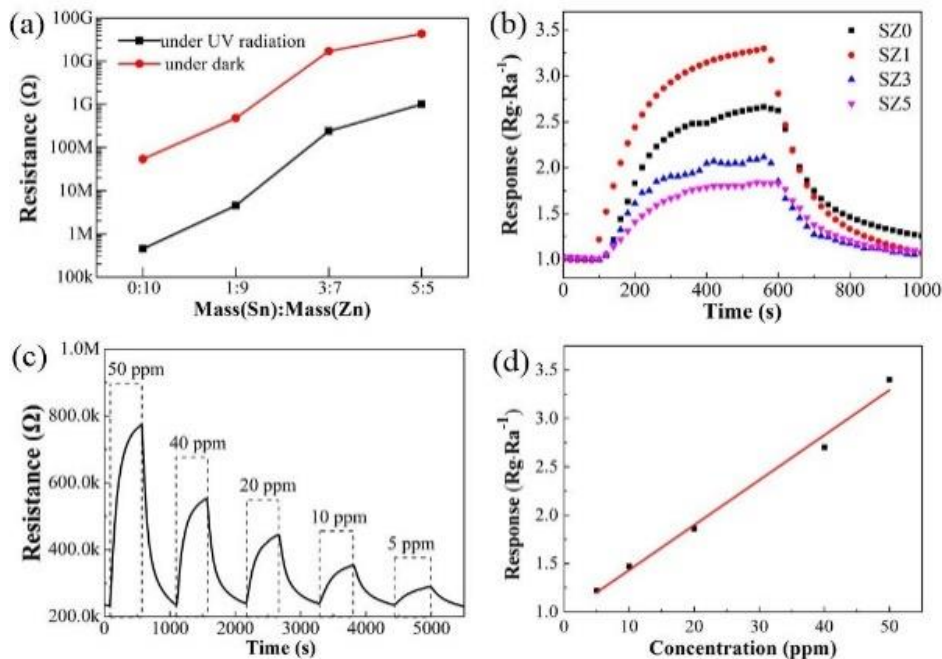 (a)
100G
10G
1G
100M
10M
1M
100k
Resistance (Ω)
under UV radiation
under dark
0:10 1:9 3:7 5:5
Mass(Sn):Mass(Zn)
(b)
3.5
3.0
2.5
2.0
1.5
1.0
Response (Rg·Ra⁻¹)
SZ0
SZ1
SZ3
SZ5
200 400 600 800 1000
Time (s)
(c)
1.0M
800.0k
600.0k
400.0k
200.0k
Resistance (Ω)
50 ppm
40 ppm
20 ppm
10 ppm
5 ppm
0 1000 2000 3000 4000 5000
Time (s)
(d)
3.5
3.0
2.5
2.0
1.5
1.0
Response (Rg·Ra⁻¹)
10 20 30 40 50
Concentration (ppm)